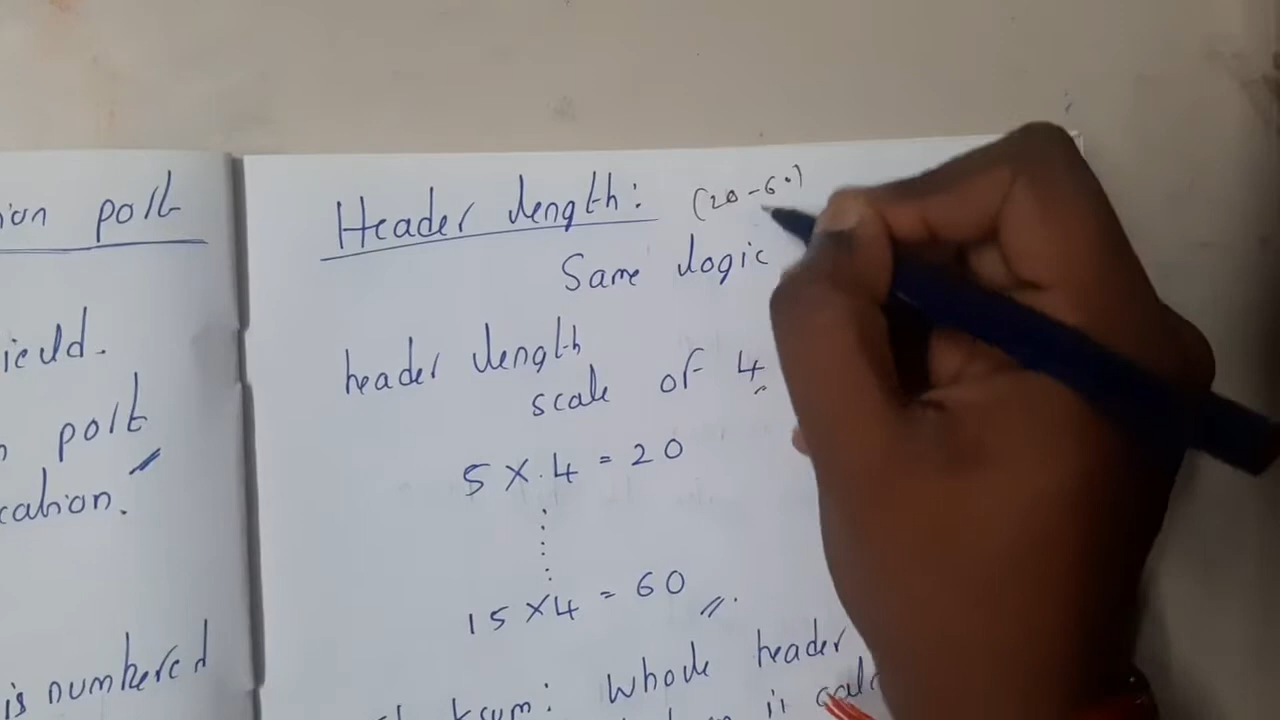 ion port
ield.
port
cation.
is numbered
Header length: (20-60)
Same logic
header length
scale of 4
5 X 4 = 20
15 X 4 = 60
Whole header